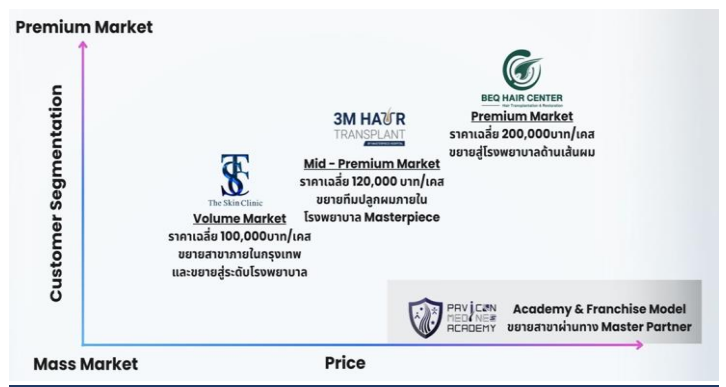 Premium Market
Customer Segmentation
BEQ HAIR CENTER
Hair Transplantation & Restoration
Premium Market
ราคาเฉลี่ย 200,000บาท/เคส
ขยายสู่โรงพยาบาลด้านเส้นผม
3M HAIR
TRANSPLANT
Mid - Premium Market
ราคาเฉลี่ย 120,000 บาท/เคส
ขยายทีมปลูกผมภายใน
โรงพยาบาล Masterpiece
The Skin Clinic
Volume Market
ราคาเฉลี่ย 100,000บาท/เคส
ขยายสาขาภายในกรุงเทพ
และขยายสู่ระดับโรงพยาบาล
ACADEMY
Academy & Franchise Model
ขยายสาขาผ่านทาง Master Partner
Mass Market
Price